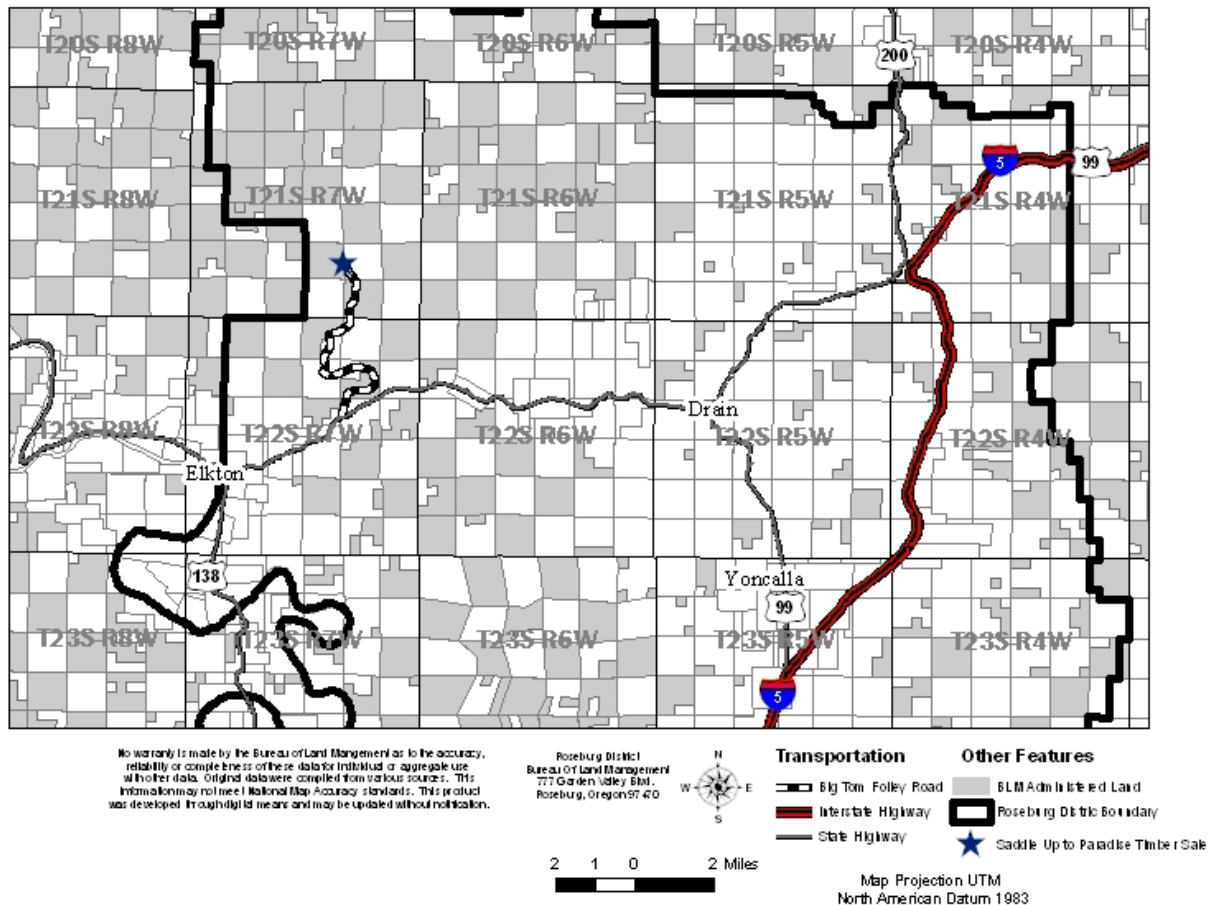 T20S-R8W
T20S-R7W
T20S-R6W
T20S-R5W
T20S-R4W
200
5
99
T21S-R8W
T21S-R7W
T21S-R6W
T21S-R5W
T21S-R4W
Drain
T22S-R8W
T22S-R7W
T22S-R6W
T22S-R5W
T22S-R4W
Elkton
138
Yoncalla
99
T23S-R8W
T23S-R7W
T23S-R6W
T23S-R5W
T23S-R4W
5
No warranty is made by the Bureau of Land Mangement as to the accuracy,
reliability or completeness of these data for individual or aggregate use
with other data. Original data were compiled from various sources. This
information may not meet National Map Accuracy standards. This product
was developed through digital means and may be updated without notification.
Roseburg District
Bureau Of Land Management
777 Garden Valley Blvd.
Roseburg, Oregon 97470
N
W
E
S
Transportation
Big Tom Folley Road
Interstate Highway
State Highway
Other Features
BLM Administered Land
Roseburg District Boundary
Saddle Up to Paradise Timber Sale
2 1 0 2 Miles
Map Projection UTM
North American Datum 1983